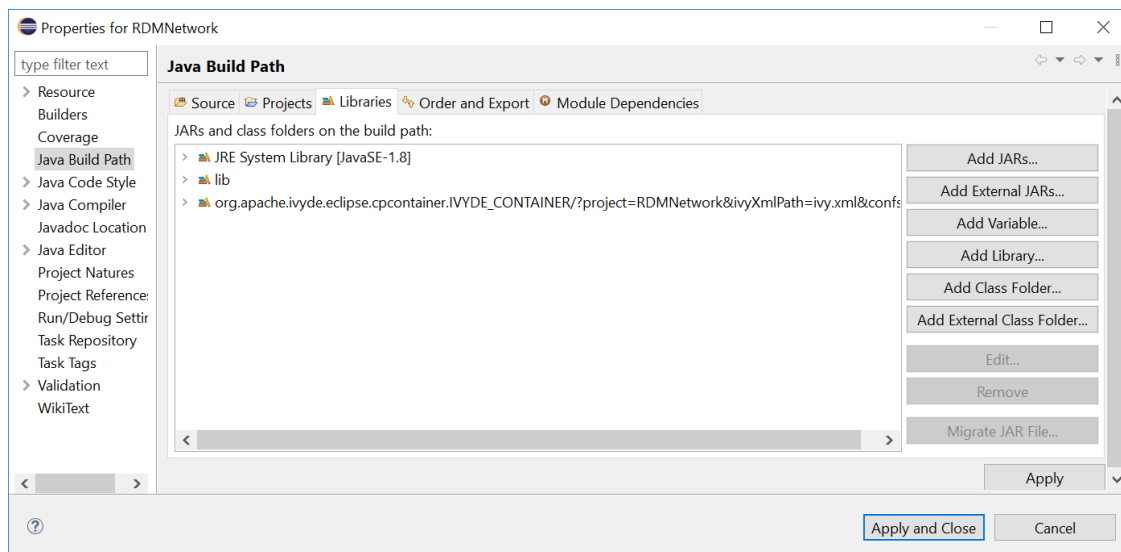 Properties for RDMNetwork
type filter text
Resource
Builders
Coverage
Java Build Path
Java Code Style
Java Compiler
Javadoc Location
Java Editor
Project Natures
Project Reference
Run/Debug Settin
Task Repository
Task Tags
Validation
WikiText
Java Build Path
Source Projects Libraries Order and Export Module Dependencies
JARs and class folders on the build path:
JRE System Library [JavaSE-1.8]
lib
org.apache.ivyde.eclipse.cpcontainer.IVYDE_CONTAINER/?project=RDMNetwork&ivyXmlPath=ivy.xml&confs
Add JARs...
Add External JARs...
Add Variable...
Add Library...
Add Class Folder...
Add External Class Folder...
Edit...
Remove
Migrate JAR File...
Apply
? Apply and Close Cancel